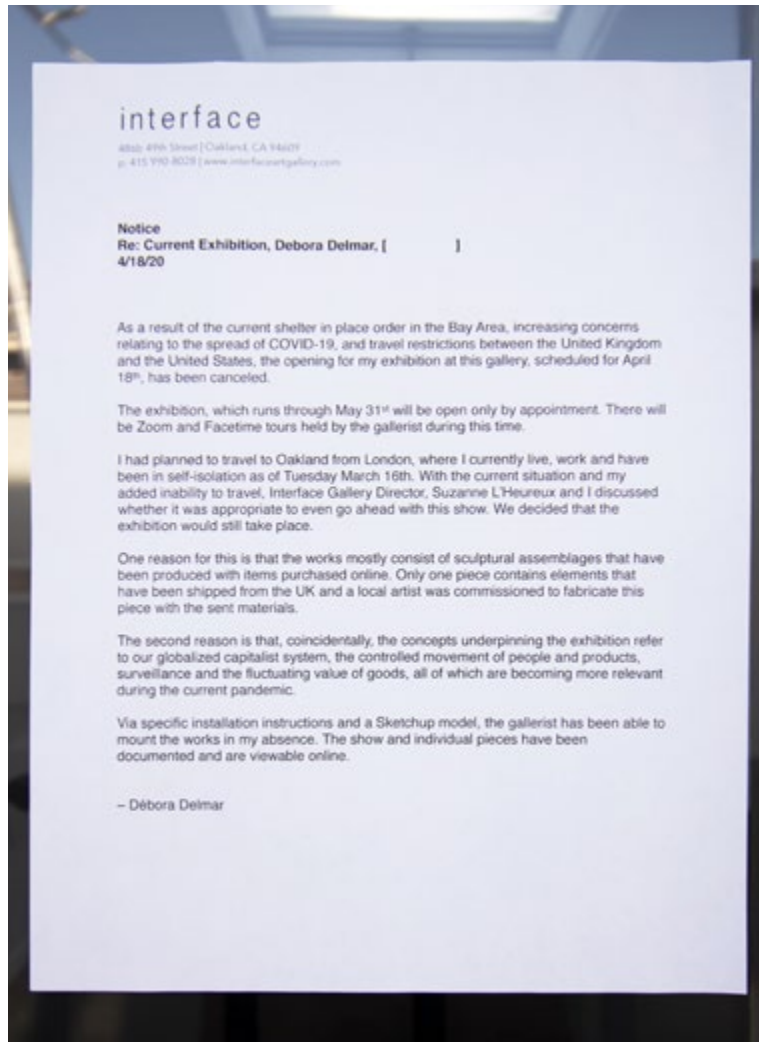 interface
486b 49th Street | Oakland, CA 94609
p. 415 990-8028 | www.interfaceartgallery.com
Notice
Re: Current Exhibition, Debora Delmar, [ ]
4/18/20
As a result of the current shelter in place order in the Bay Area, increasing concerns
relating to the spread of COVID-19, and travel restrictions between the United Kingdom
and the United States, the opening for my exhibition at this gallery, scheduled for April
18th, has been canceled.
The exhibition, which runs through May 31st will be open only by appointment. There will
be Zoom and Facetime tours held by the gallerist during this time.
I had planned to travel to Oakland from London, where I currently live, work and have
been in self-isolation as of Tuesday March 16th. With the current situation and my
added inability to travel, Interface Gallery Director, Suzanne L'Heureux and I discussed
whether it was appropriate to even go ahead with this show. We decided that the
exhibition would still take place.
One reason for this is that the works mostly consist of sculptural assemblages that have
been produced with items purchased online. Only one piece contains elements that
have been shipped from the UK and a local artist was commissioned to fabricate this
piece with the sent materials.
The second reason is that, coincidentally, the concepts underpinning the exhibition refer
to our globalized capitalist system, the controlled movement of people and products,
surveillance and the fluctuating value of goods, all of which are becoming more relevant
during the current pandemic.
Via specific installation instructions and a Sketchup model, the gallerist has been able to
mount the works in my absence. The show and individual pieces have been
documented and are viewable online.
– Débora Delmar